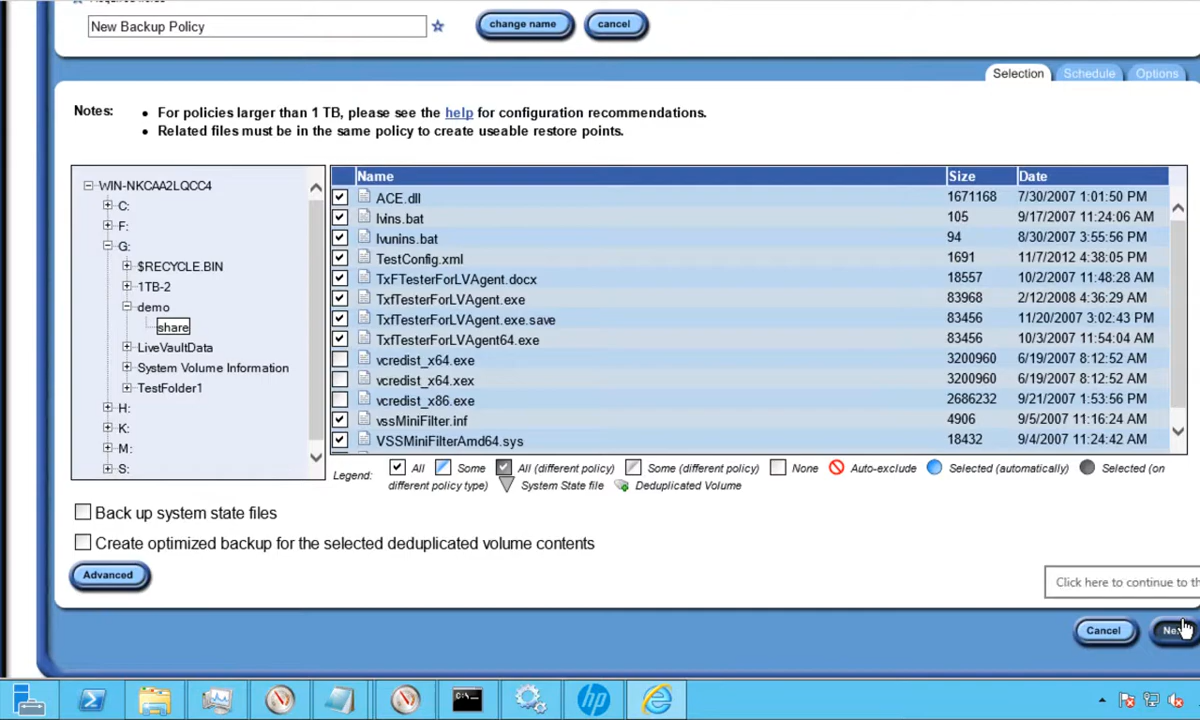 New Backup Policy
change name
cancel
Selection
Schedule
Options
Notes:
• For policies larger than 1 TB, please see the help for configuration recommendations.
• Related files must be in the same policy to create useable restore points.
WIN-NKCAA2LQCC4
C:
F:
G:
$RECYCLE.BIN
1TB-2
demo
share
LiveVaultData
System Volume Information
TestFolder1
H:
K:
M:
S:
Name Size Date
ACE.dll 1671168 7/30/2007 1:01:50 PM
lvins.bat 105 9/17/2007 11:24:06 AM
lvunins.bat 94 8/30/2007 3:55:56 PM
TestConfig.xml 1691 11/7/2012 4:38:05 PM
TxFTesterForLVAgent.docx 18557 10/2/2007 11:48:28 AM
TxfTesterForLVAgent.exe 83968 2/12/2008 4:36:29 AM
TxfTesterForLVAgent.exe.save 83456 11/20/2007 3:02:43 PM
TxfTesterForLVAgent64.exe 83456 10/3/2007 11:54:04 AM
vcredist_x64.exe 3200960 6/19/2007 8:12:52 AM
vcredist_x64.xex 3200960 6/19/2007 8:12:52 AM
vcredist_x86.exe 2686232 9/21/2007 1:53:56 PM
vssMiniFilter.inf 4906 9/5/2007 11:16:24 AM
VSSMiniFilterAmd64.sys 18432 9/4/2007 11:24:42 AM
Legend: All Some All (different policy) Some (different policy) None Auto-exclude Selected (automatically) Selected (on
different policy type) System State file Deduplicated Volume
Back up system state files
Create optimized backup for the selected deduplicated volume contents
Advanced
Click here to continue to th
Cancel
Ne
C:\
hp